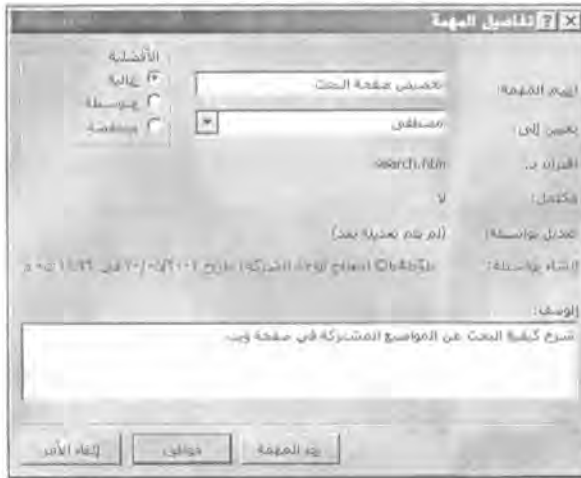 تفاصيل المهمة
اسم المهمة: تخصيص صفحة البحث
الأفضلية
عالية
متوسطة
منخفضة
تعيين إلى: مصطفى
اقتران بـ: search.htm
مكتمل: لا
تعديل بواسطة: (لم يتم تعديله بعد)
إنشاء بواسطة:
الوصف:
شرح كيفية البحث عن المواضيع المشتركة في صفحة ويب.
بدء المهمة
موافق
إلغاء الأمر